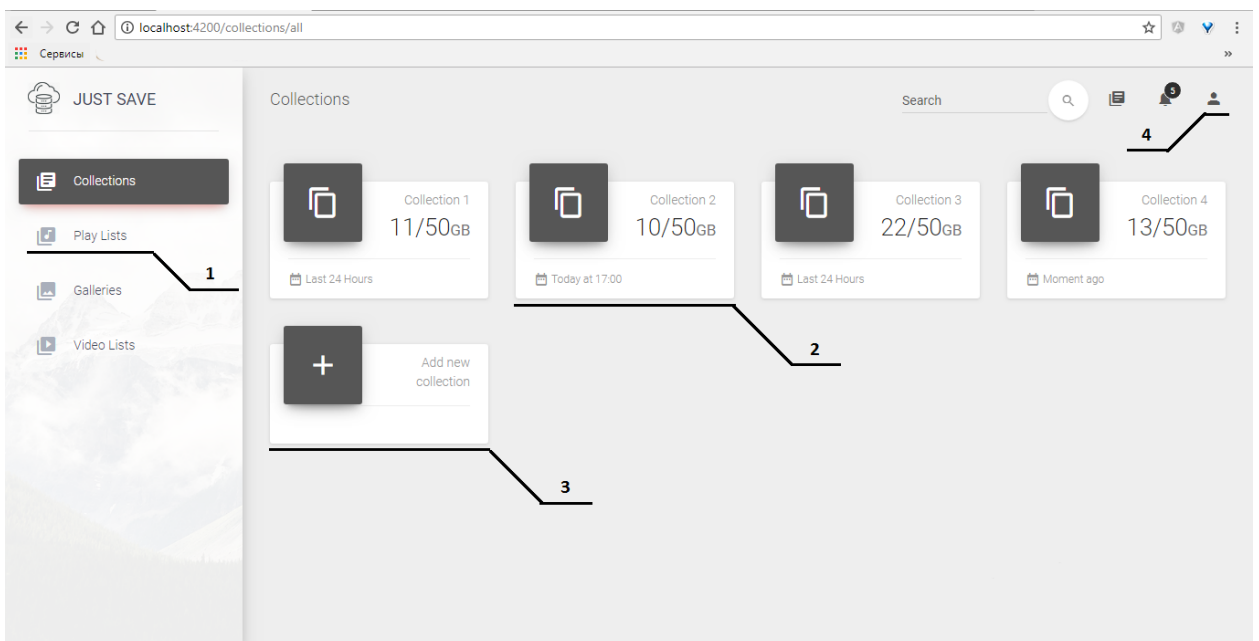 localhost:4200/collections/all
Сервисы
JUST SAVE
Collections
Search
5
4
Collections
Play Lists
1
Galleries
Video Lists
Collection 1
11/50GB
Last 24 Hours
Collection 2
10/50GB
Today at 17:00
2
Collection 3
22/50GB
Last 24 Hours
Collection 4
13/50GB
Moment ago
Add new
collection
3